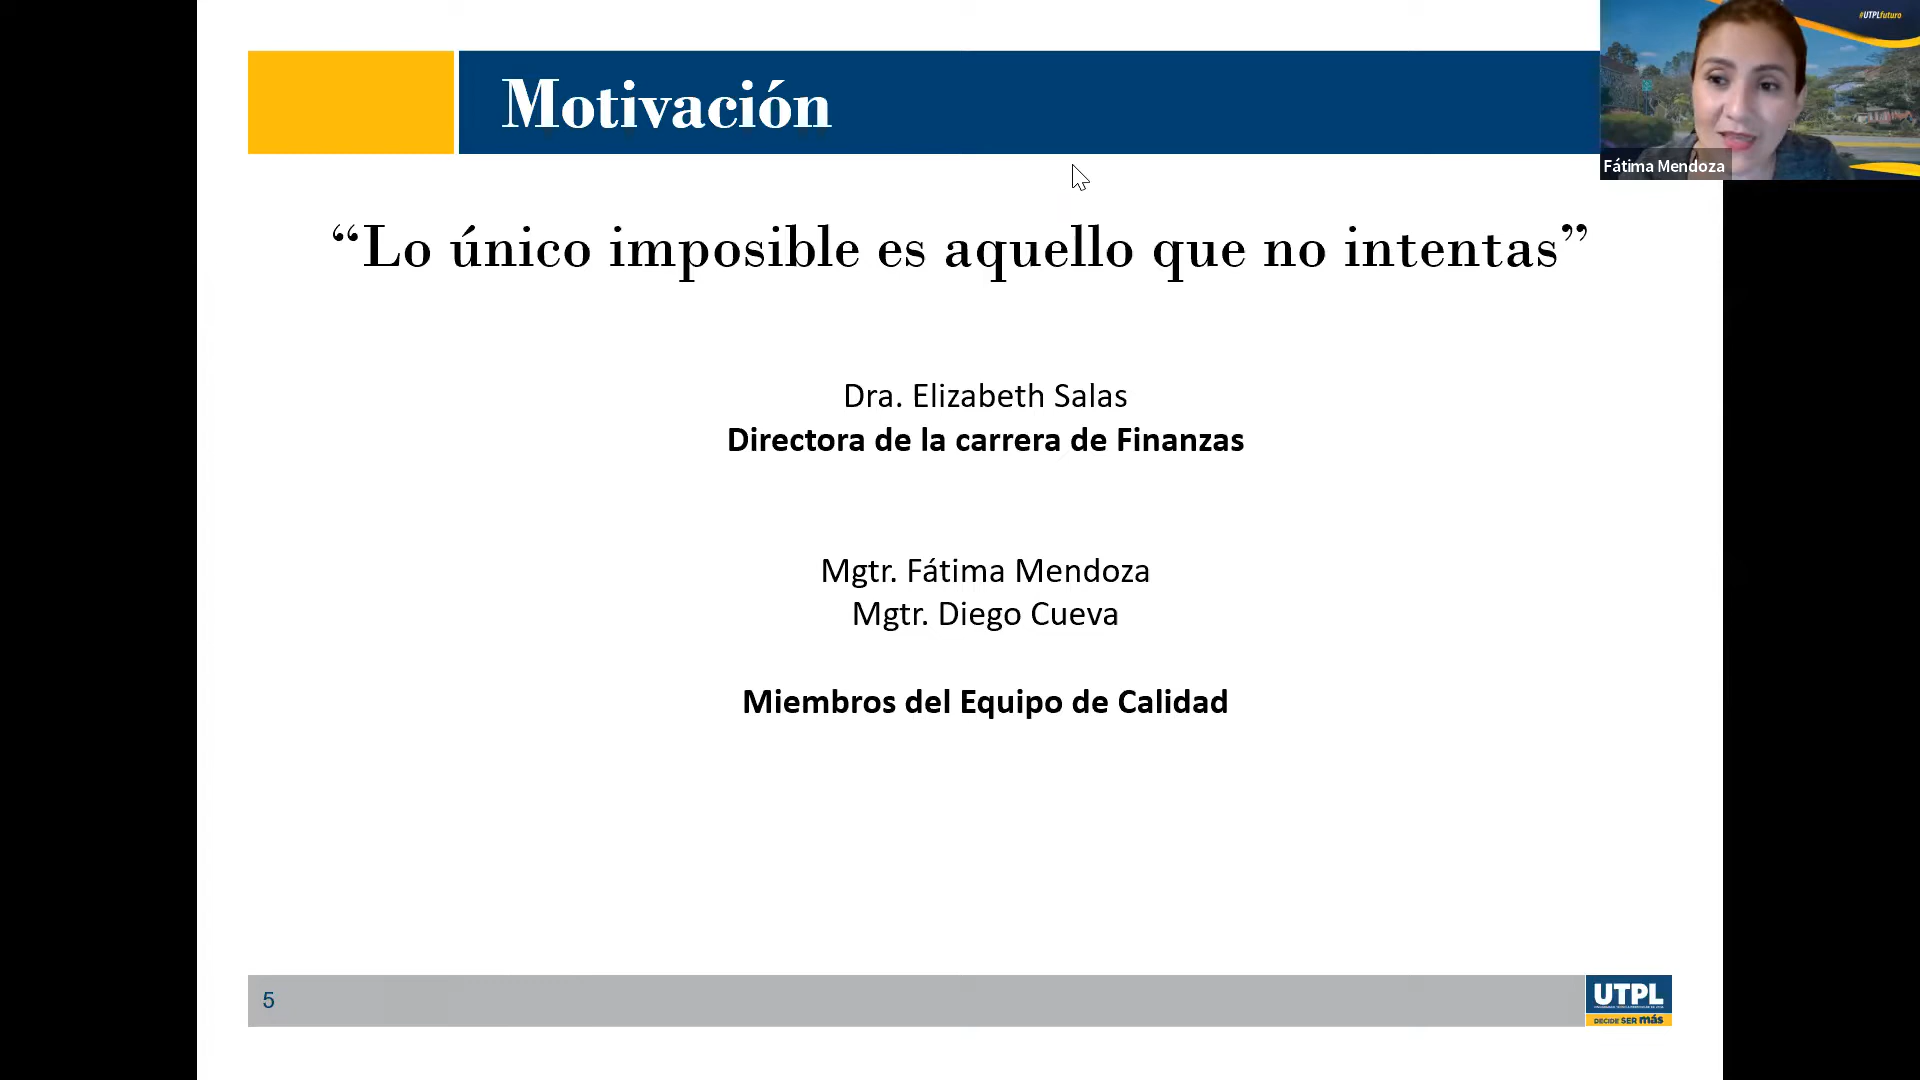 #UTPLfuturo
Motivación
Fátima Mendoza
“Lo único imposible es aquello que no intentas”
Dra. Elizabeth Salas
Directora de la carrera de Finanzas
Mgtr. Fátima Mendoza
Mgtr. Diego Cueva
Miembros del Equipo de Calidad
5
UTPL
DECIDE SER más